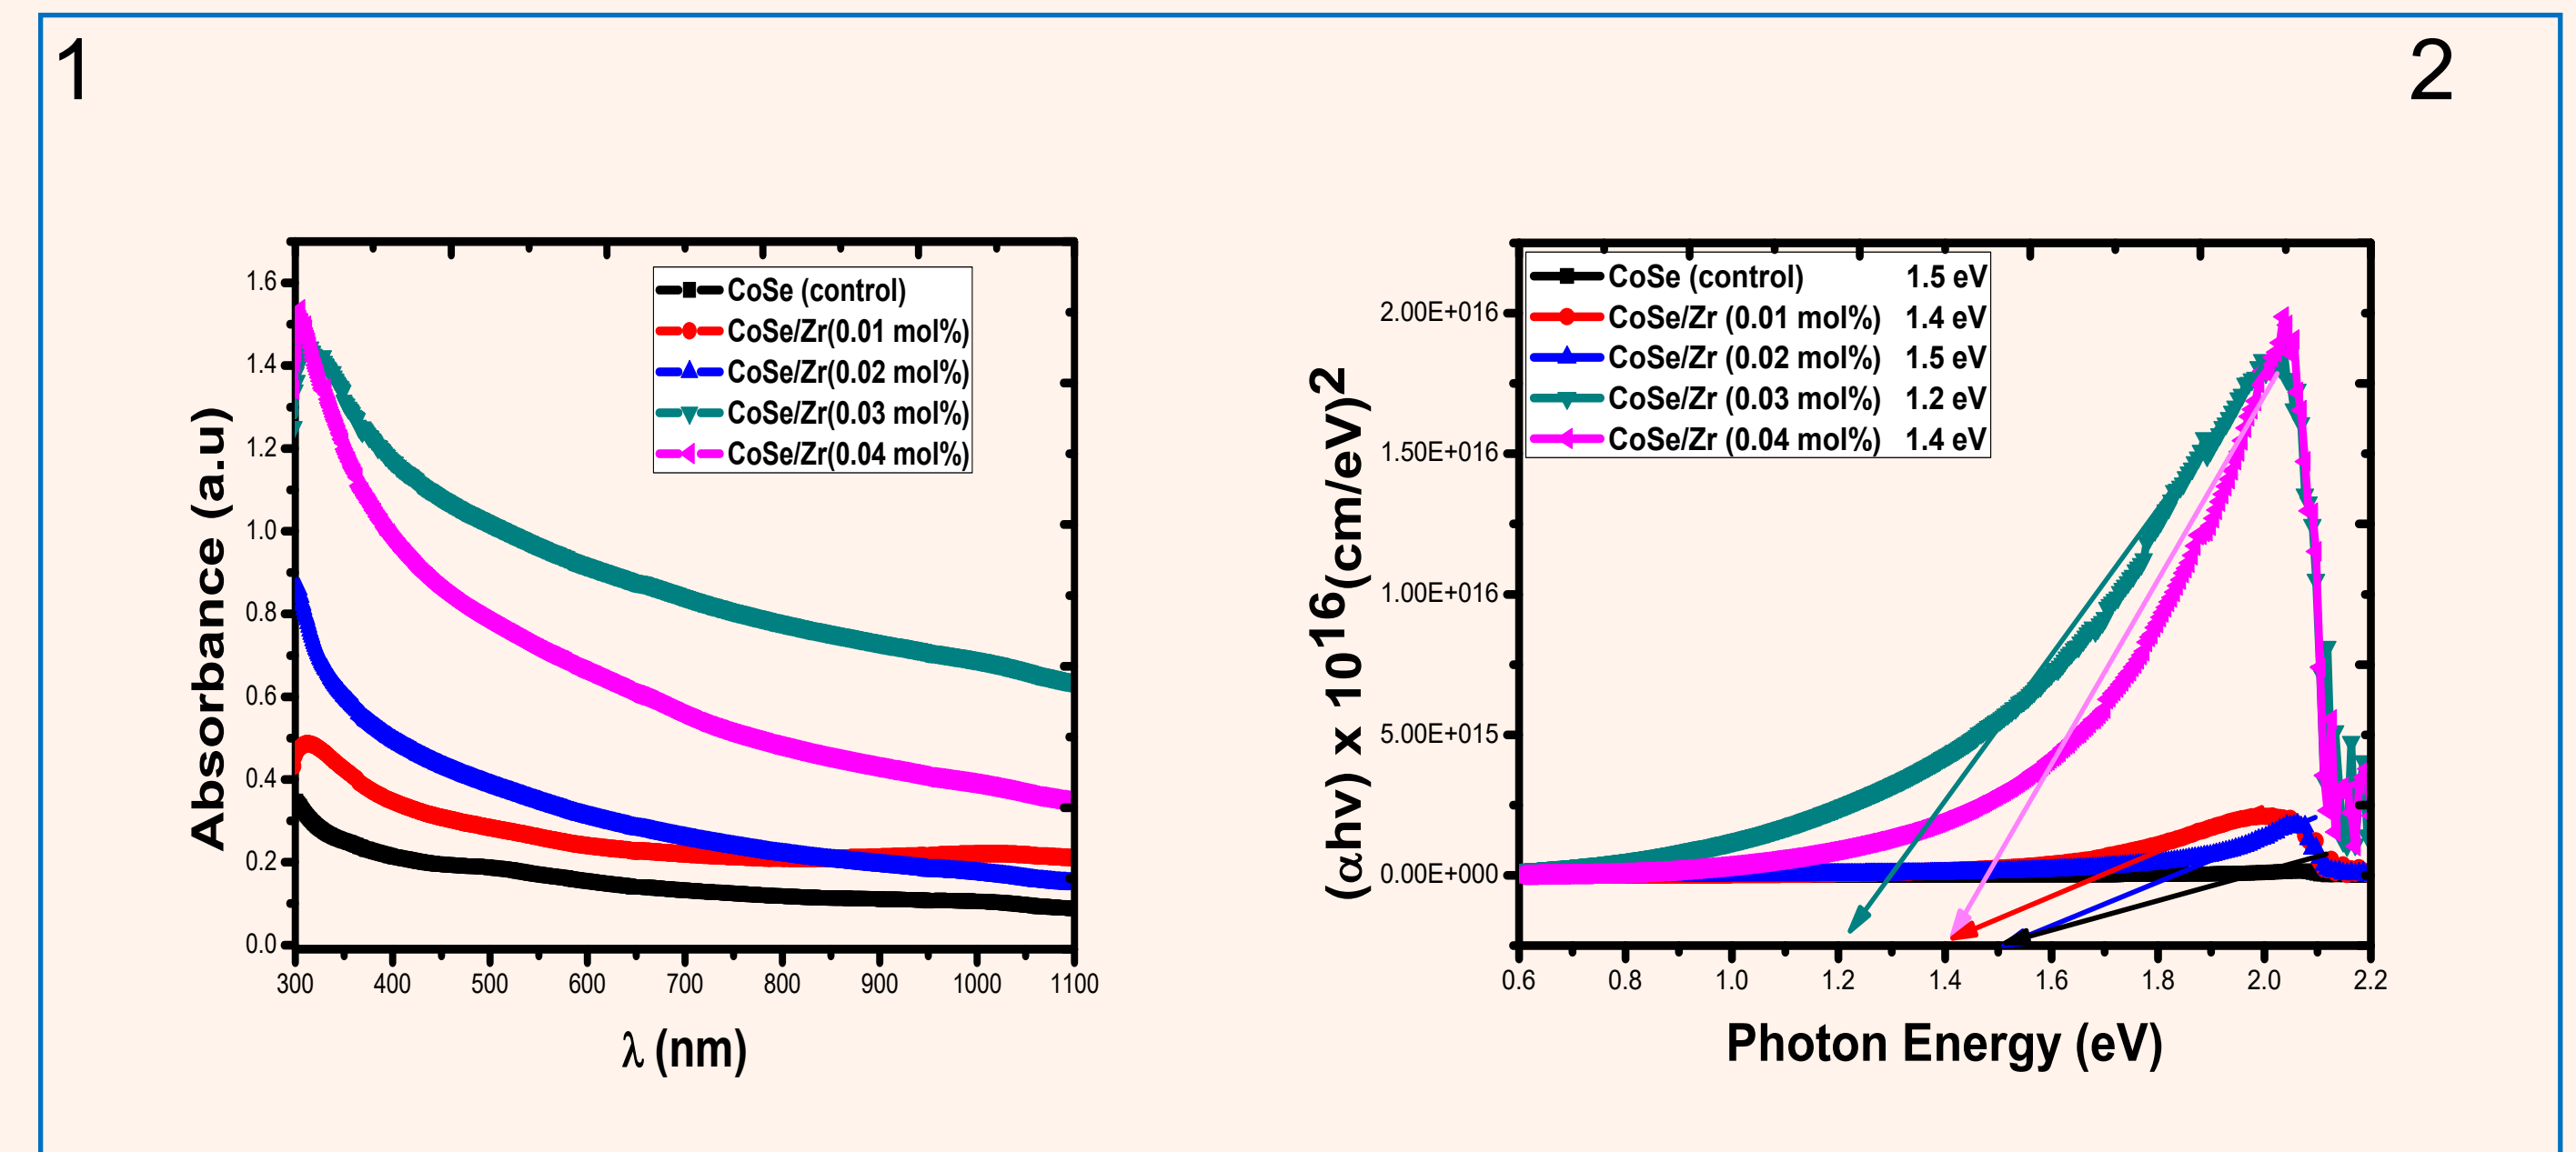 1
2
1.6
1.4
1.2
1.0
0.8
0.6
0.4
0.2
0.0
Absorbance (a.u)
CoSe (control)
CoSe/Zr(0.01 mol%)
CoSe/Zr(0.02 mol%)
CoSe/Zr(0.03 mol%)
CoSe/Zr(0.04 mol%)
300 400 500 600 700 800 900 1000 1100
λ (nm)
2.00E+016
1.50E+016
1.00E+016
5.00E+015
0.00E+000
(αhv) x 10¹⁶(cm/eV)²
CoSe (control) 1.5 eV
CoSe/Zr (0.01 mol%) 1.4 eV
CoSe/Zr (0.02 mol%) 1.5 eV
CoSe/Zr (0.03 mol%) 1.2 eV
CoSe/Zr (0.04 mol%) 1.4 eV
0.6 0.8 1.0 1.2 1.4 1.6 1.8 2.0 2.2
Photon Energy (eV)